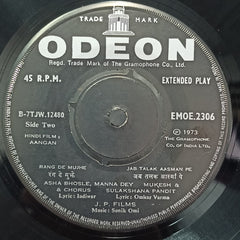 TRADE MARK
ODEON
Regd. Trade Mark of The Gramophone Co. Ltd.
45 R.P.M. EXTENDED PLAY
B-7TJW.12480
Side Two
EMOE.2306
HINDI FILM:
AANGAN
℗ 1973
Gramophone
Co. of India Ltd.
RANG DE MUJHE JAB TALAK AASMAN PE
रंग दे मुझे जब तलक आसमाँ पे
ASHA BHOSLE, MANNA DEY MUKESH &
& CHORUS SULAKSHANA PANDIT
Lyric: Indiwar Lyric: Omkar Varma
J. P. FILMS
Music: Sonik Omi